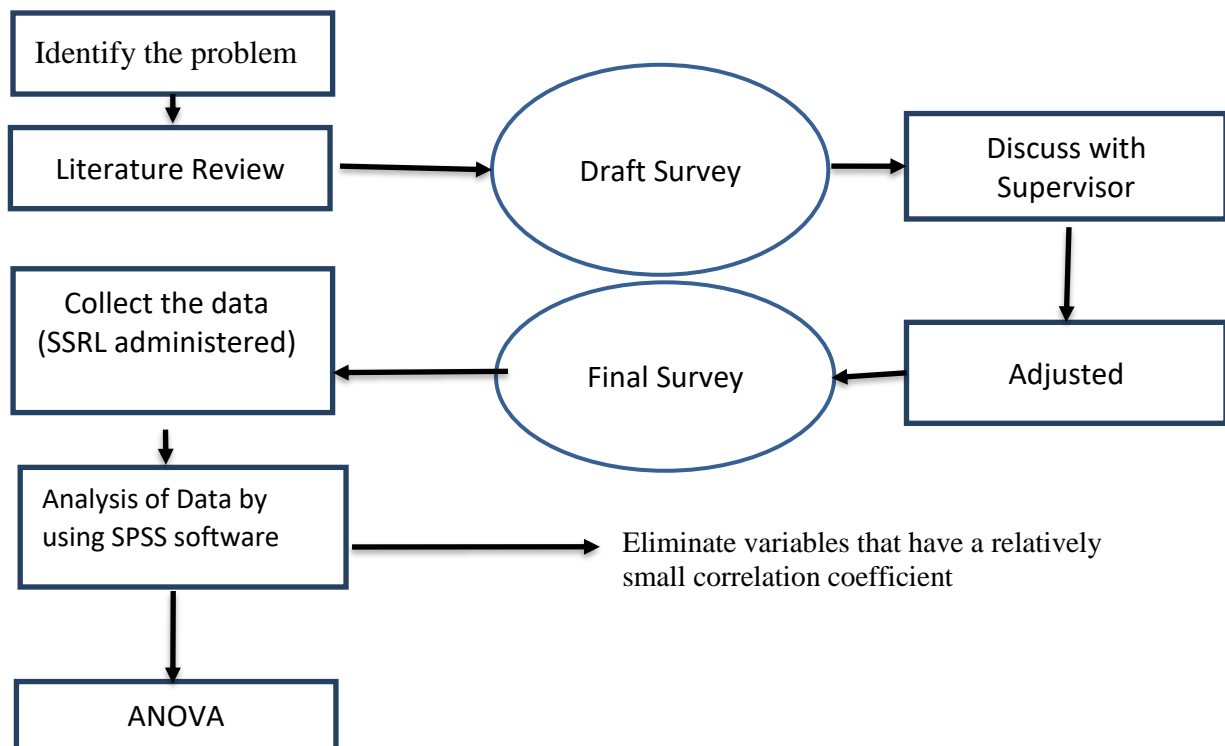 Identify the problem
Literature Review
Draft Survey
Discuss with
Supervisor
Adjusted
Final Survey
Collect the data
(SSRL administered)
Analysis of Data by
using SPSS software
Eliminate variables that have a relatively
small correlation coefficient
ANOVA